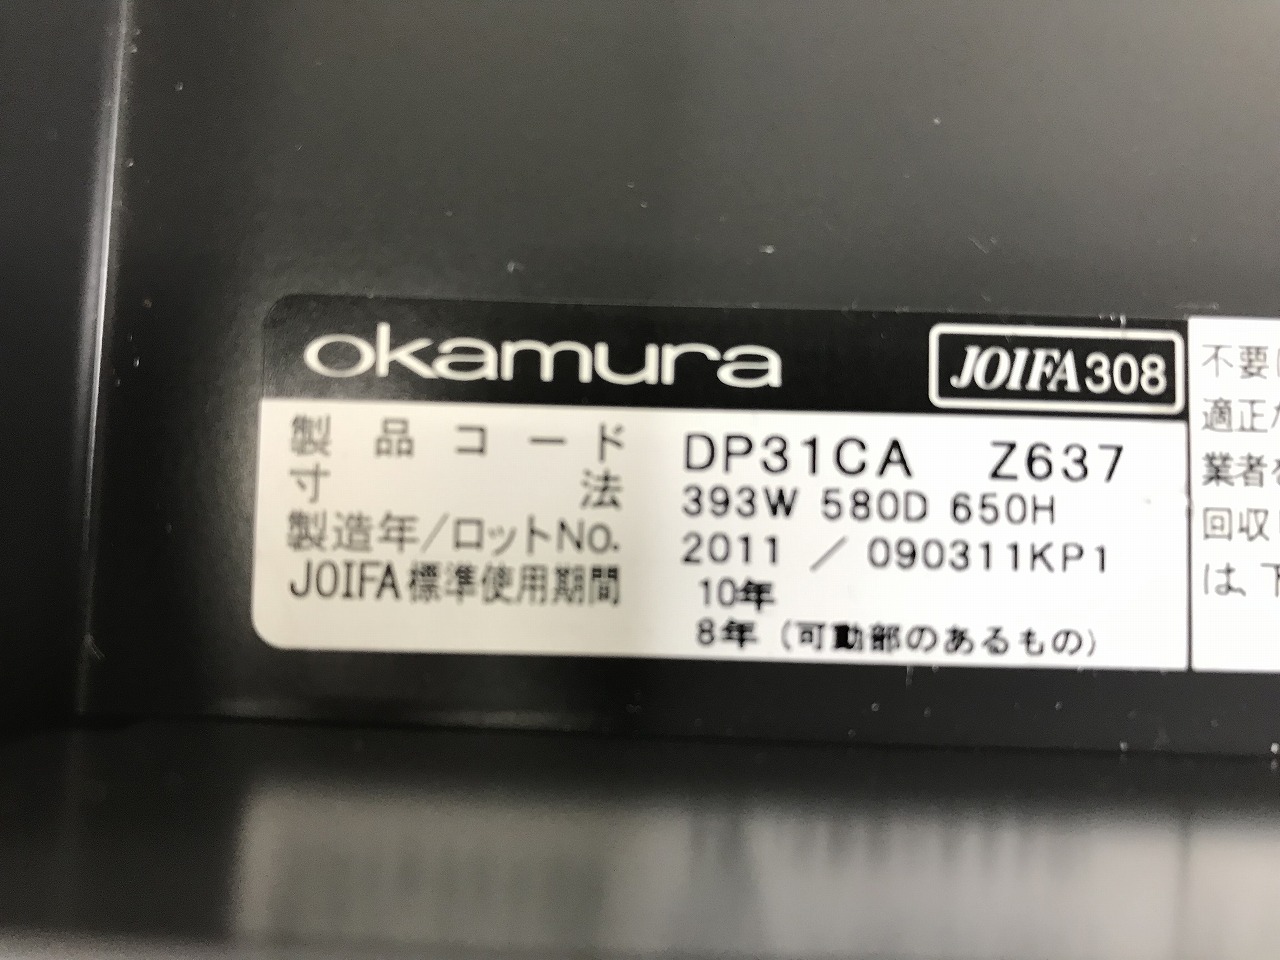 okamura JOIFA308
製品コード DP31CA Z637
寸法 393W 580D 650H
製造年/ロットNo. 2011 / 090311KP1
JOIFA標準使用期間 10年
8年 (可動部のあるもの)
不要
適正
業者を
回収
は、下